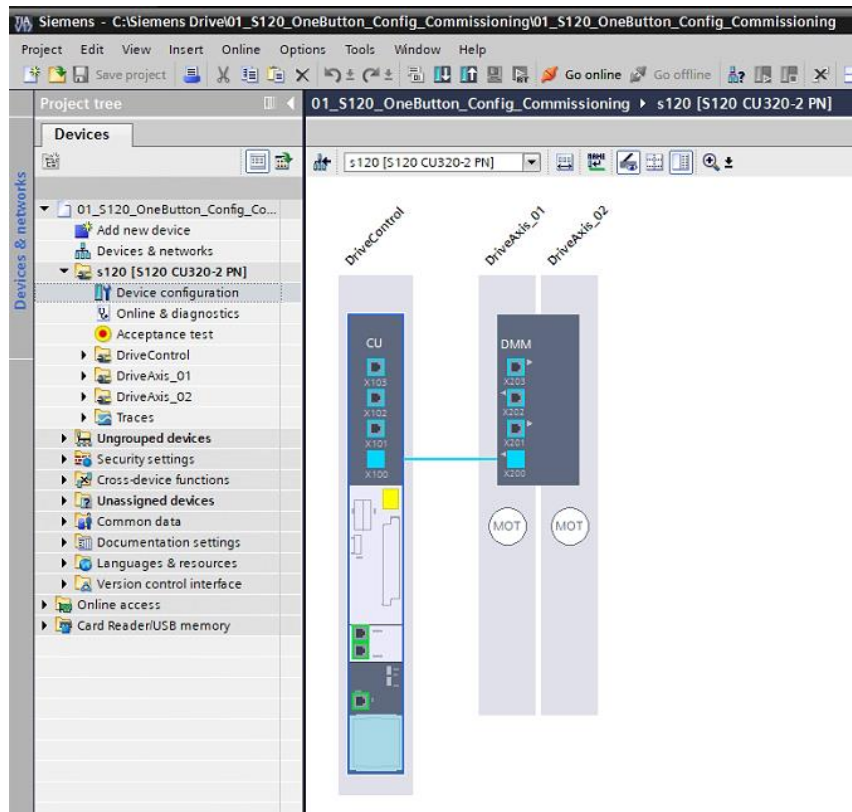 Siemens - C:\Siemens Drive\01_S120_OneButton_Config_Commissioning\01_S120_OneButton_Config_Commissioning
Project Edit View Insert Online Options Tools Window Help
Save project Go online Go offline
Project tree
01_S120_OneButton_Config_Commissioning ▸ s120 [S120 CU320-2 PN]
Devices
s120 [S120 CU320-2 PN]
Devices & networks
01_S120_OneButton_Config_Co...
Add new device
Devices & networks
s120 [S120 CU320-2 PN]
Device configuration
Online & diagnostics
Acceptance test
DriveControl
DriveAxis_01
DriveAxis_02
Traces
Ungrouped devices
Security settings
Cross-device functions
Unassigned devices
Common data
Documentation settings
Languages & resources
Version control interface
Online access
Card Reader/USB memory
DriveControl
DriveAxis_01
DriveAxis_02
CU
X103
X102
X101
X100
DMM
X203
X202
X201
X200
MOT
MOT